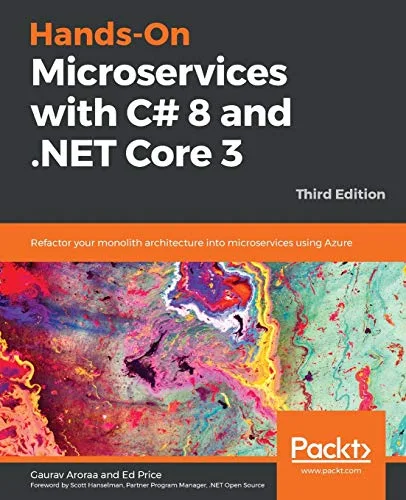 Hands-On
Microservices
with C# 8 and
.NET Core 3
Third Edition
Refactor your monolith architecture into microservices using Azure
Packt>
www.packt.com
Gaurav Aroraa and Ed Price
Foreword by Scott Hanselman, Partner Program Manager, .NET Open Source